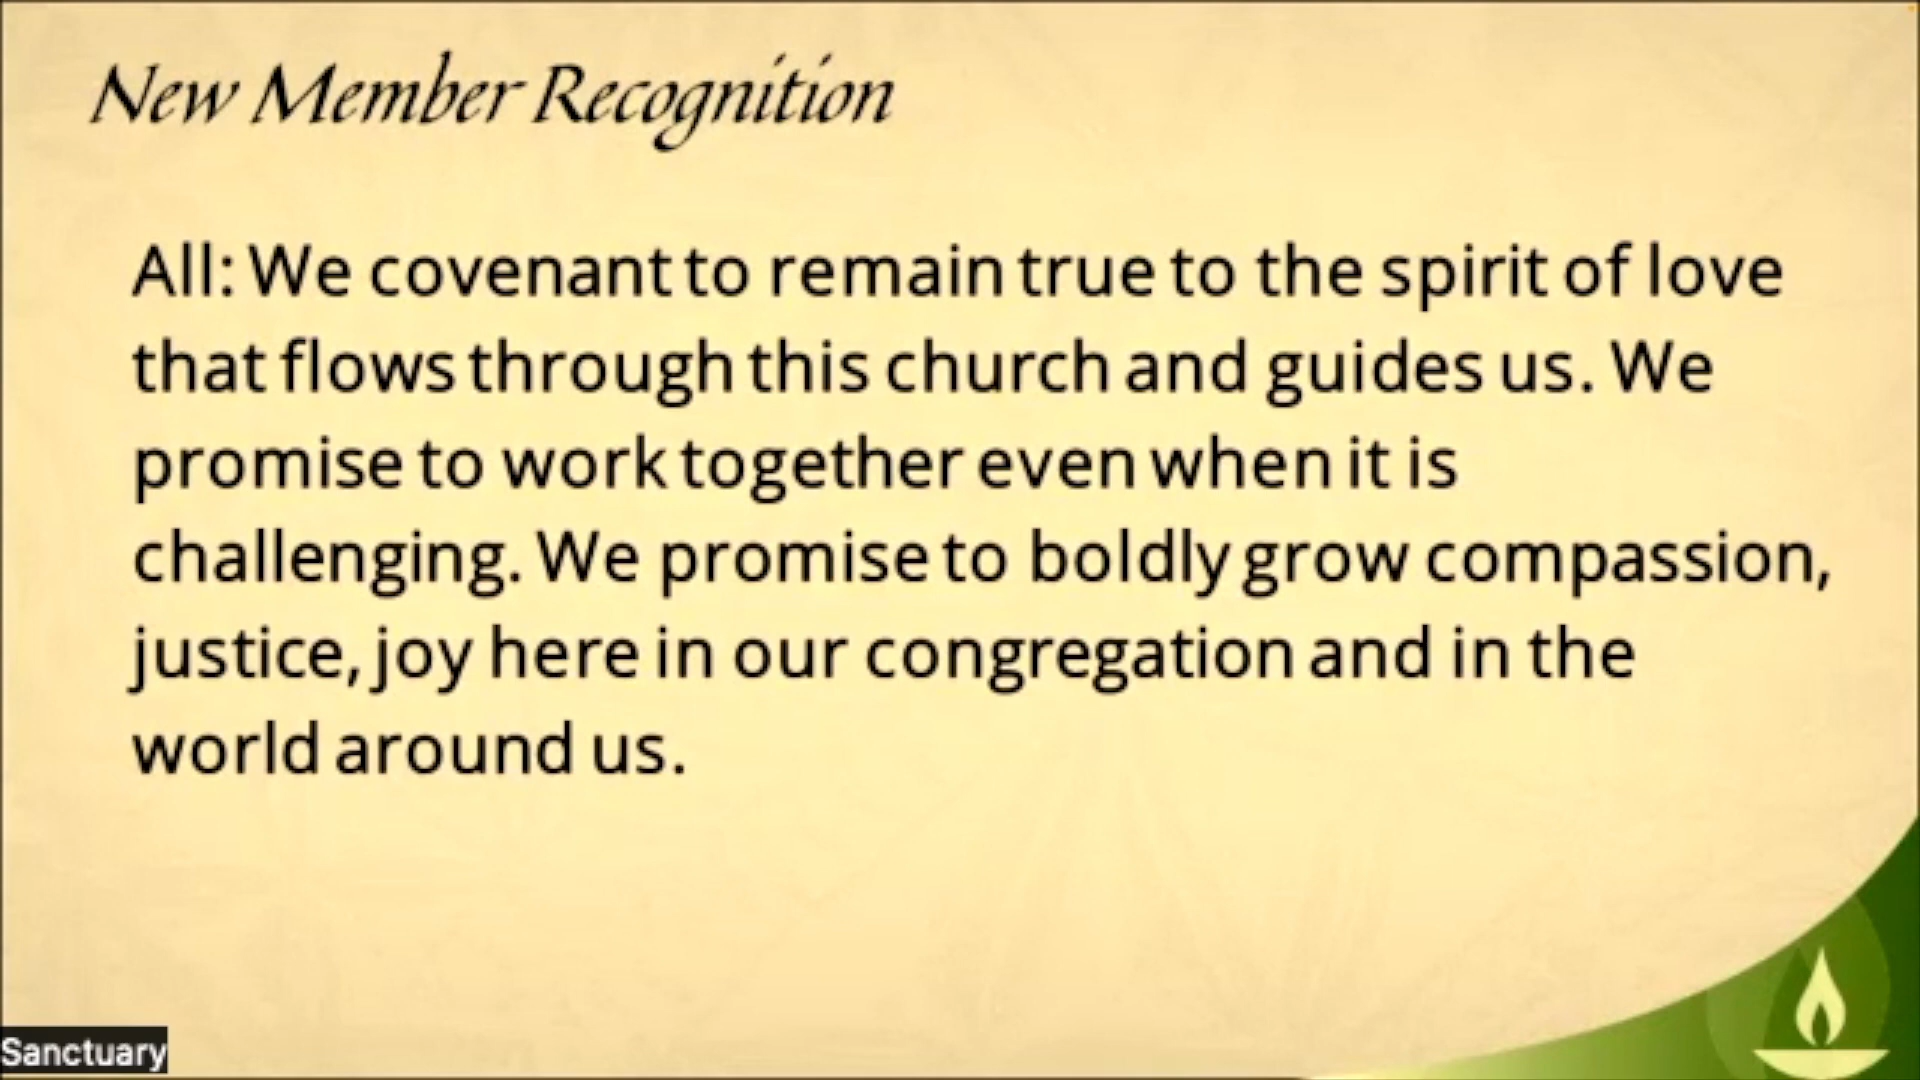 New Member Recognition
All: We covenant to remain true to the spirit of love
that flows through this church and guides us. We
promise to work together even when it is
challenging. We promise to boldly grow compassion,
justice, joy here in our congregation and in the
world around us.
Sanctuary